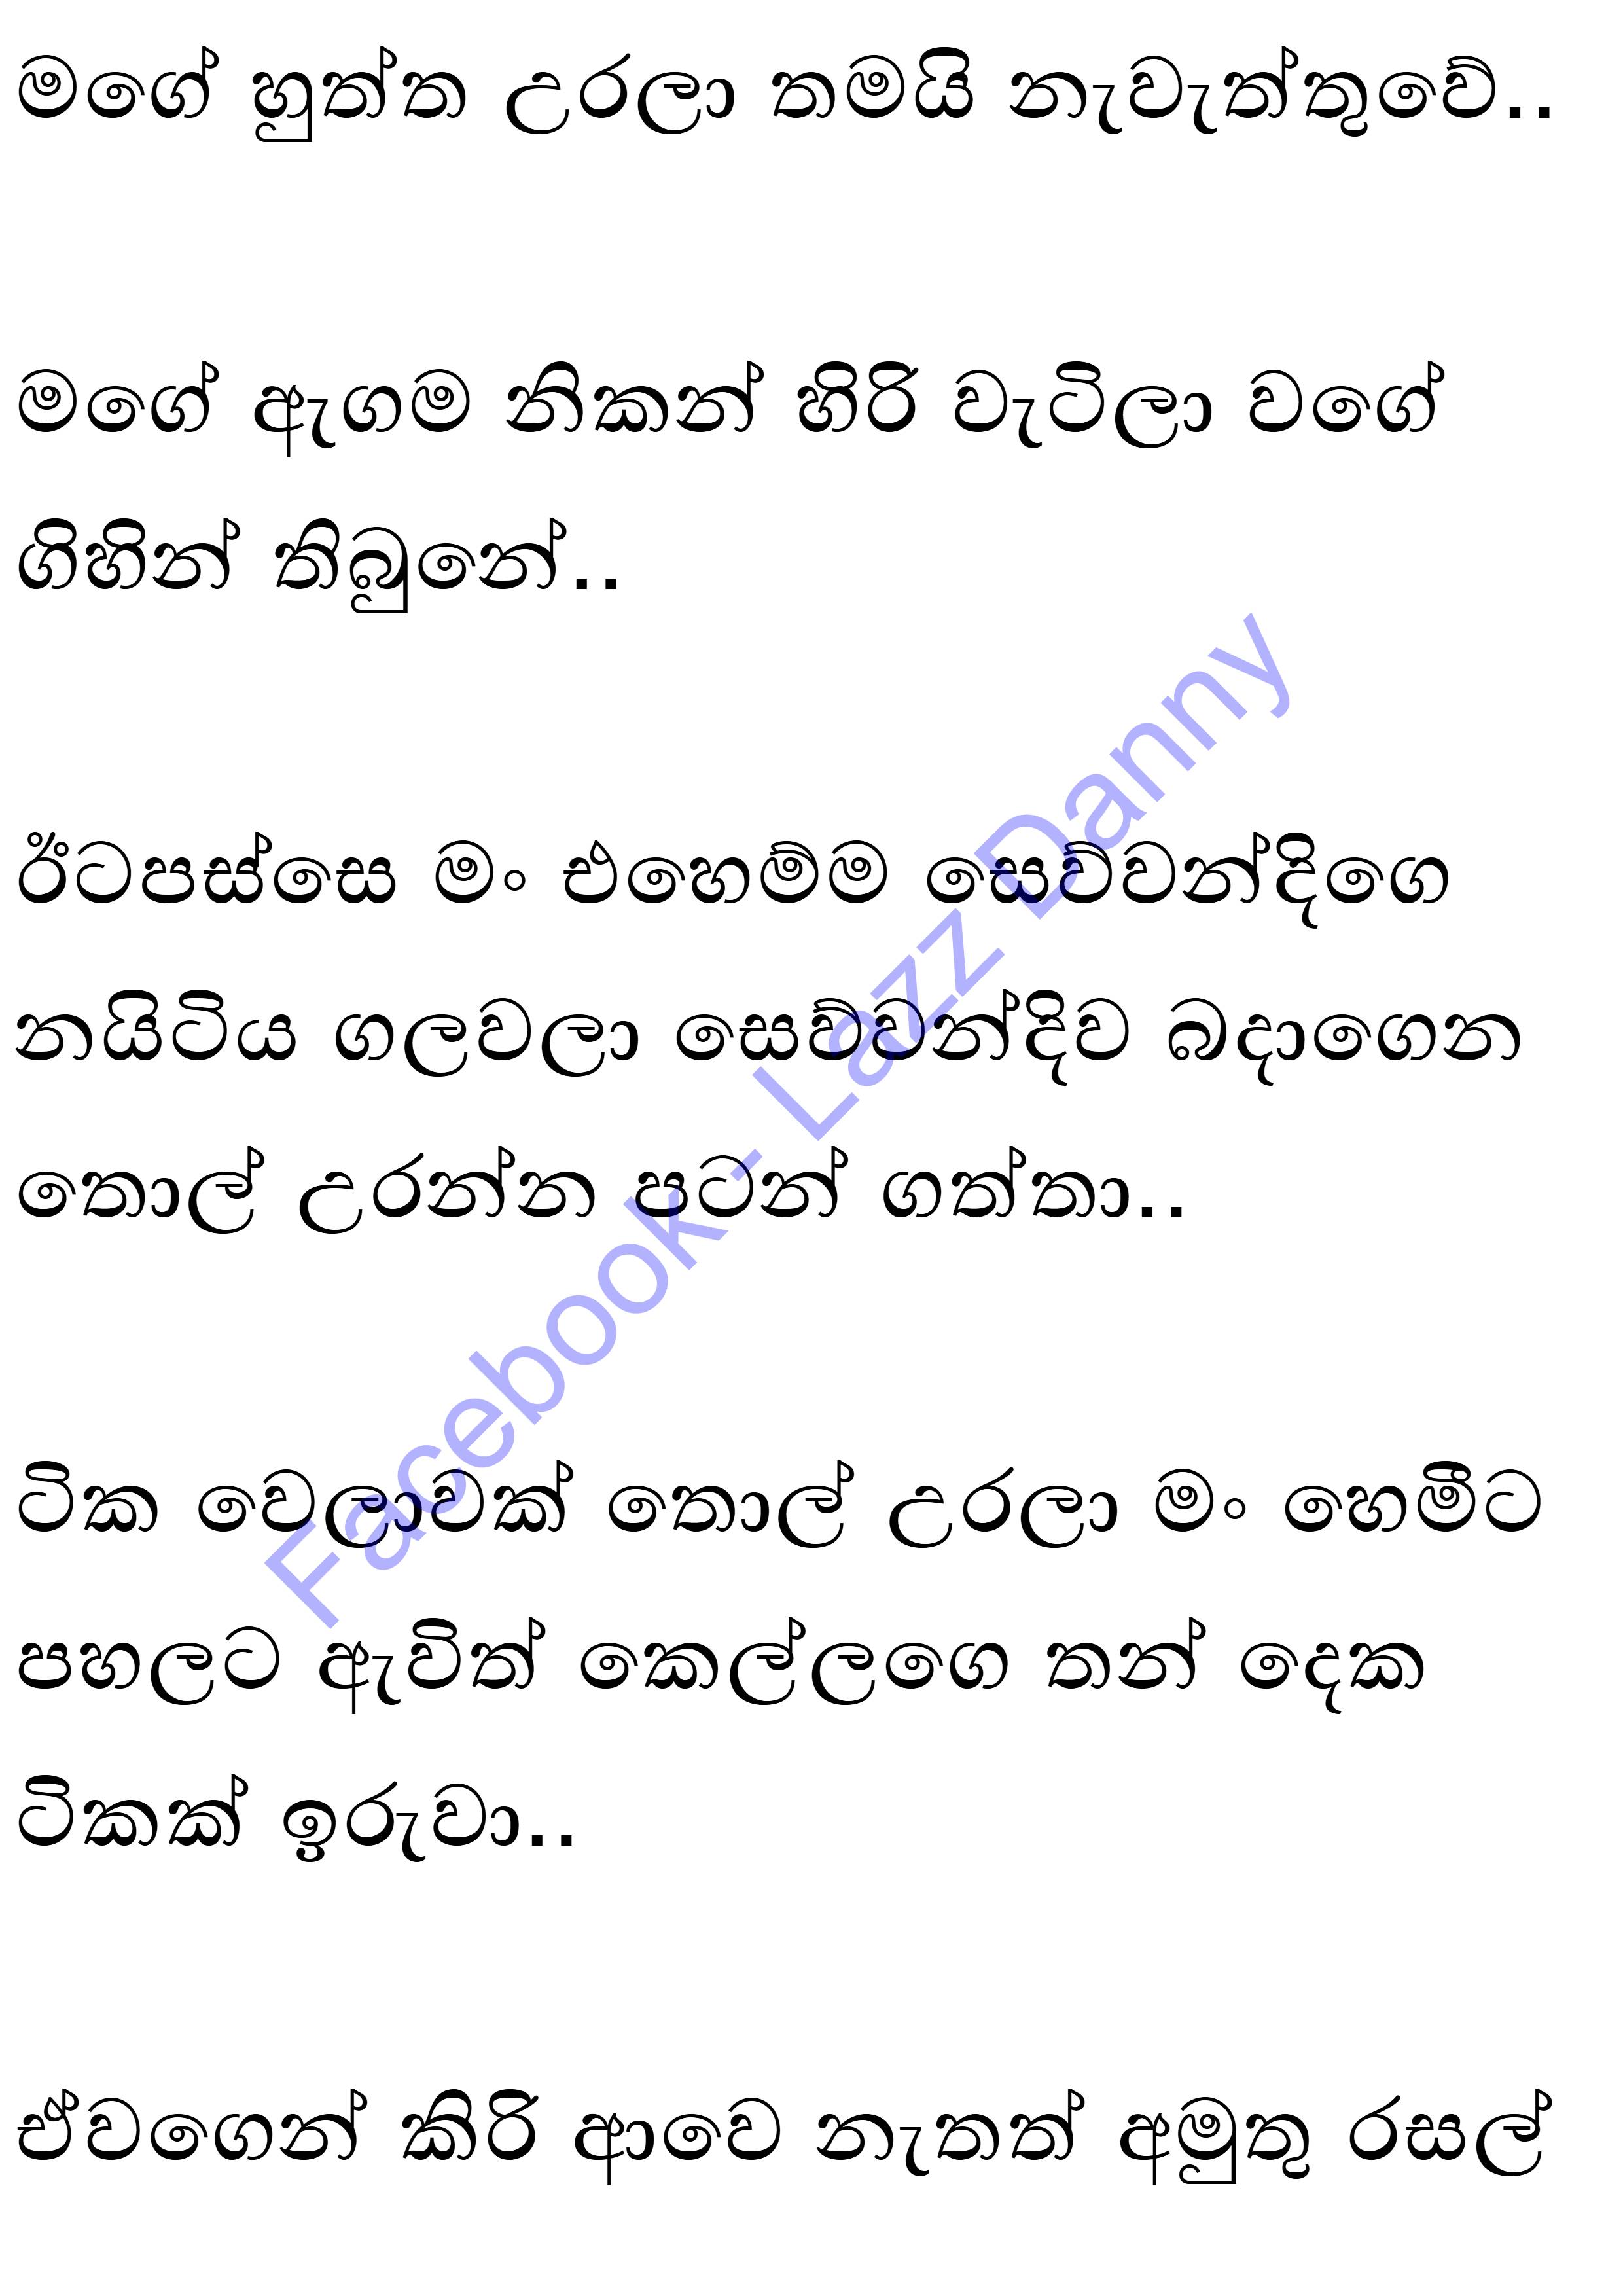 මගේ හුත්ත උරලා තමයි නැවැත්තුවේ..
මගේ ඇගම නිකන් හිරි වැටිලා වගේ
ගිහින් තිබුනේ..
ඊටපස්සෙ මං එහෙම්ම සෙව්වන්දිගෙ
නයිටිය ගලවලා සෙව්වන්දිව බදාගෙන
තොල් උරන්න පටන් ගත්තා..
ටික වෙලාවක් තොල් උරලා මං හෙමීට
පහලට ඇවිත් කෙල්ලගෙ තන් දෙක
ටිකක් ඉරුවා..
ඒවගෙන් කිරි ආවෙ නැතත් අමුතු රසල්
Facebook - Lazz Danny